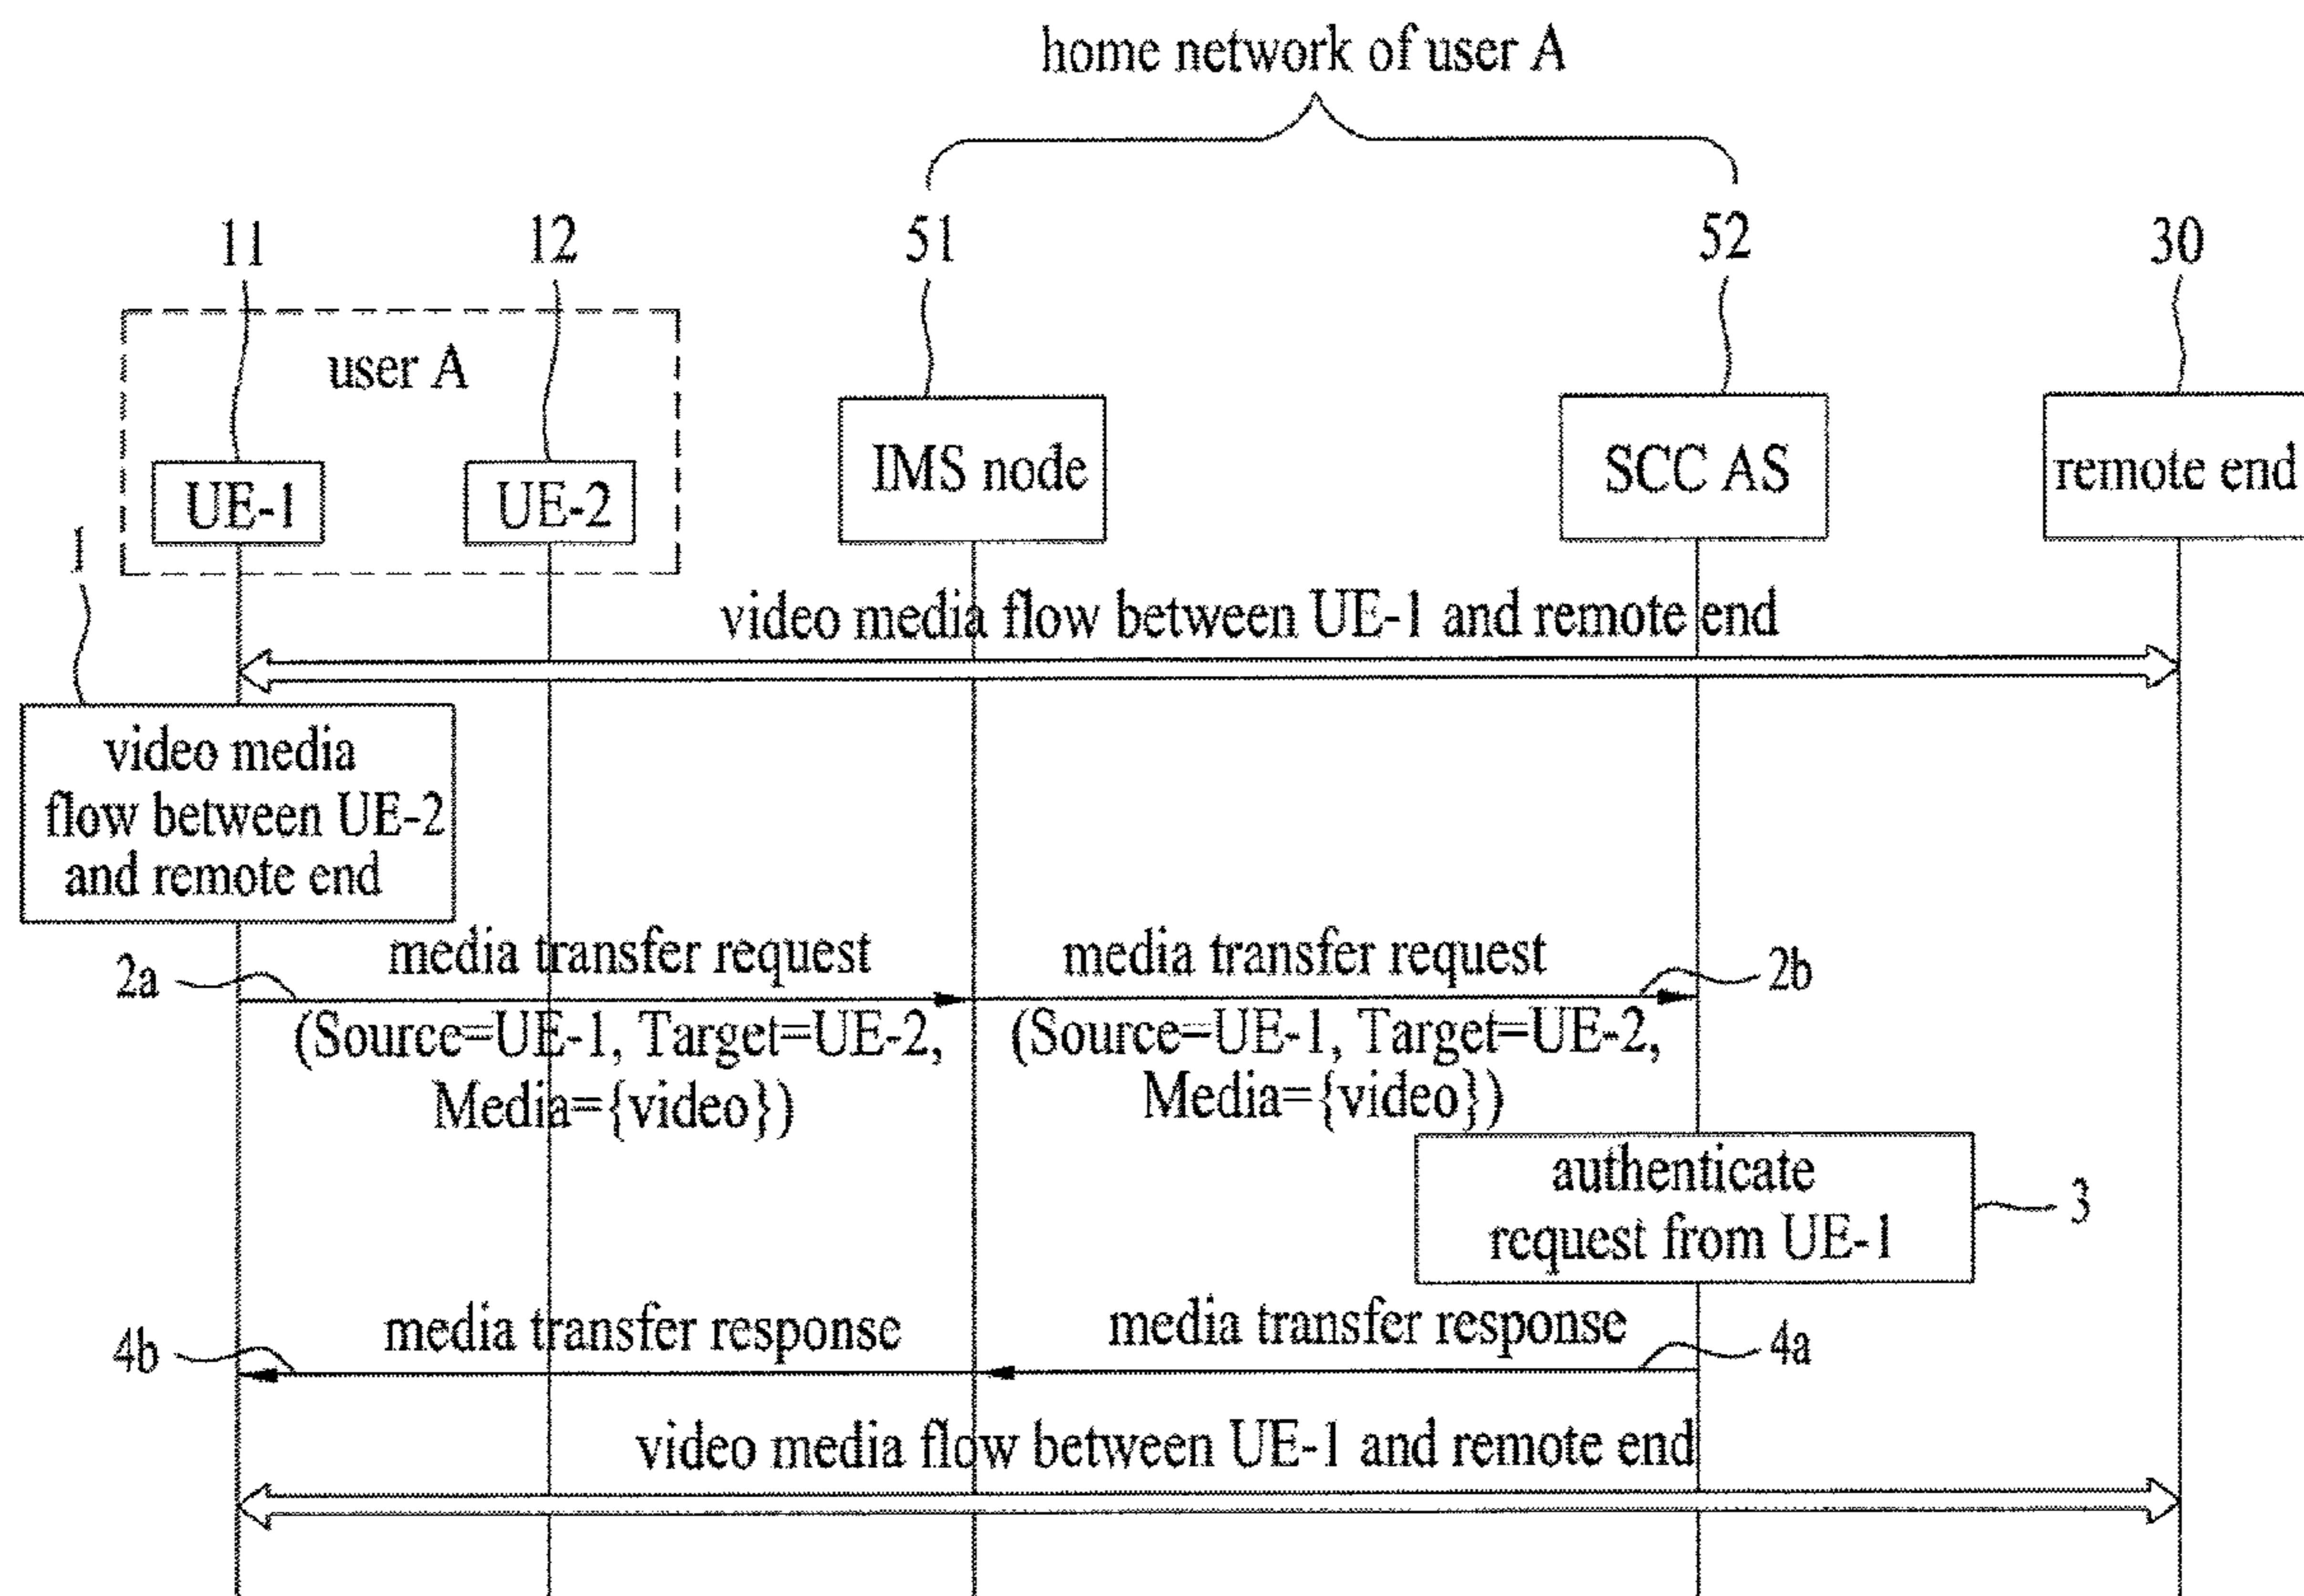 home network of user A
11
12
51
52
30
user A
UE-1
UE-2
IMS node
SCC AS
remote end
1
video media flow between UE-1 and remote end
video media
flow between UE-2
and remote end
2a
media transfer request
(Source=UE-1, Target=UE-2,
Media={video})
media transfer request
2b
(Source=UE-1, Target=UE-2,
Media={video})
authenticate
request from UE-1
3
4b
media transfer response
media transfer response
4a
video media flow between UE-1 and remote end